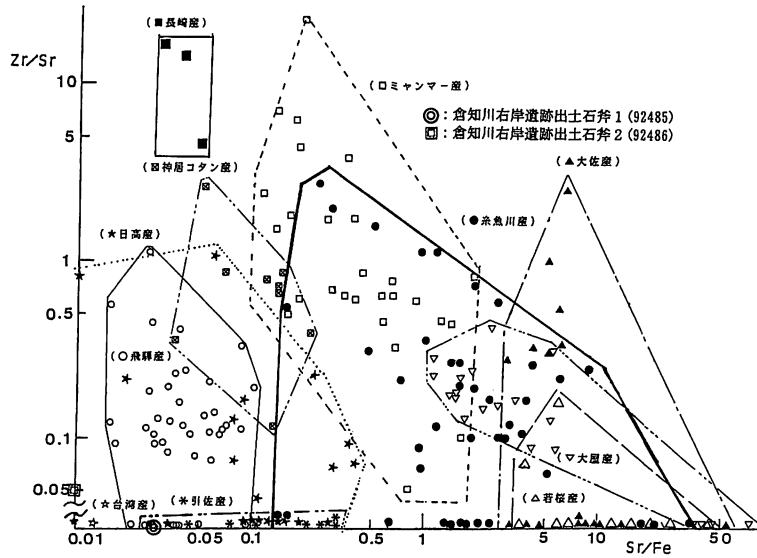 (■長崎産)
Zr/Sr
(□ミャンマー産)
10
◎：倉知川右岸遺跡出土石斧1(92485)
回：倉知川右岸遺跡出土石斧2(92486)
5
(⊠神居コタン産)
(▲大佐産)
(★日高産)
(●糸魚川産)
1
0.5
(○飛騨産)
0.1
(▽大屋産)
0.05
(☆台湾産)
(✳引佐産)
(△若桜産)
0.01
0.05
0.1
0.5
1
5
10
50
Sr/Fe